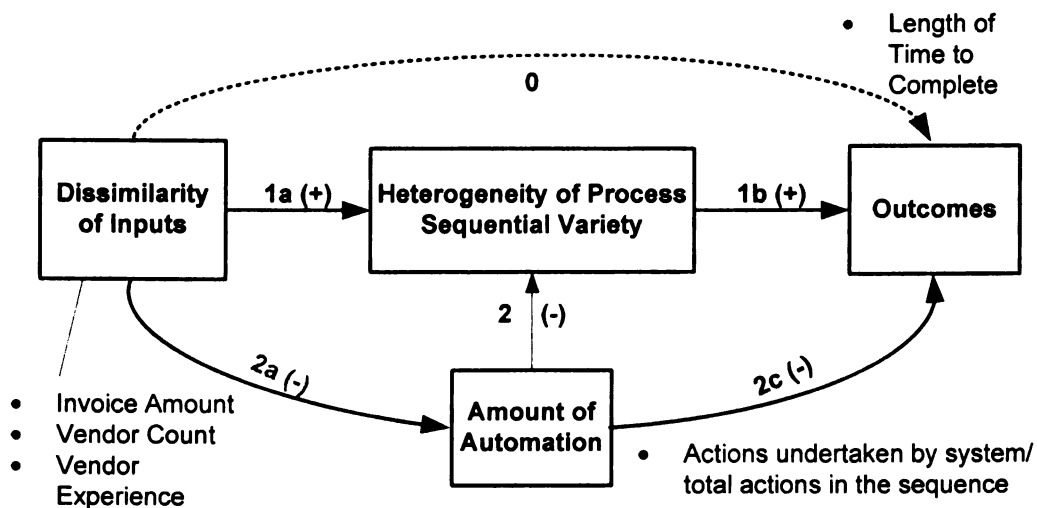 • Length of
Time to
Complete
0
Dissimilarity
of Inputs
1a (+)
Heterogeneity of Process
Sequential Variety
1b (+)
Outcomes
2 (-)
2a (-)
Amount of
Automation
2c (-)
• Invoice Amount
• Vendor Count
• Vendor
Experience
• Actions undertaken by system/
total actions in the sequence